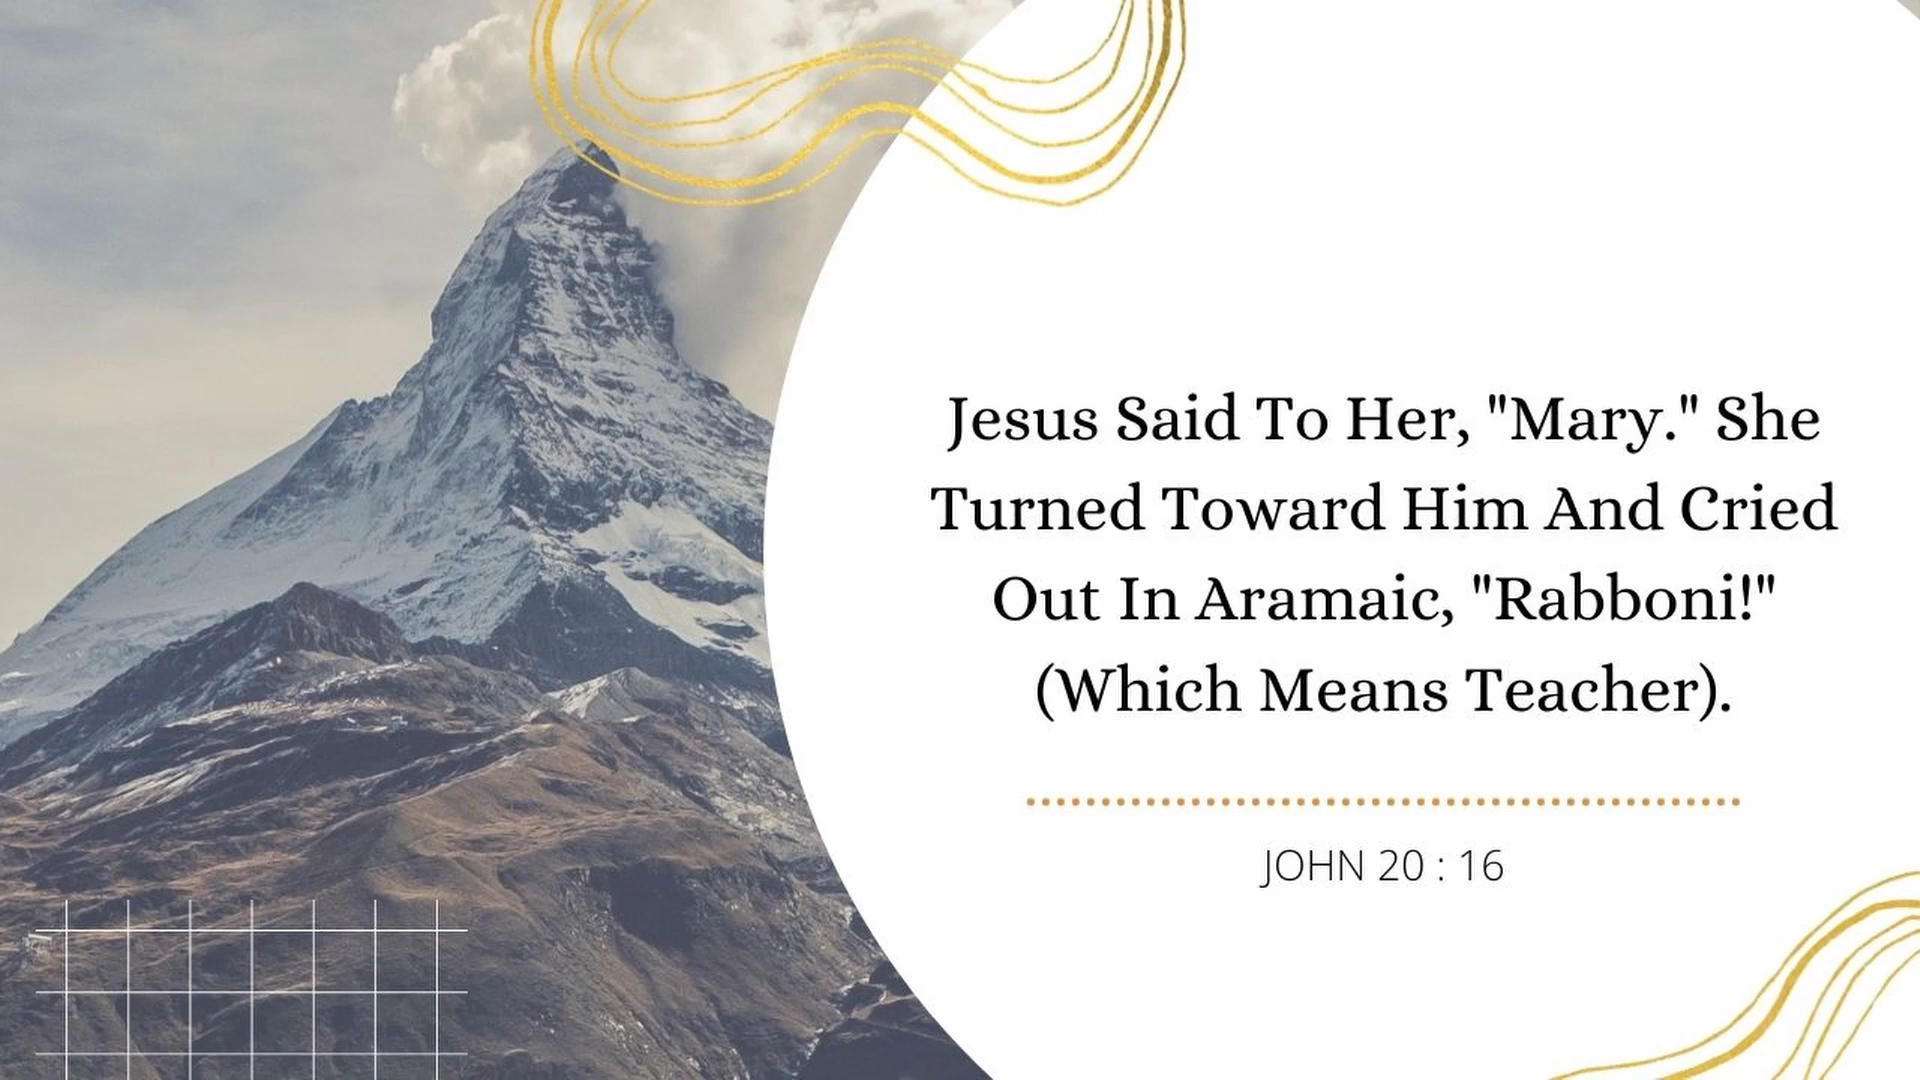 Jesus Said To Her, "Mary." She
Turned Toward Him And Cried
Out In Aramaic, "Rabboni!"
(Which Means Teacher).
JOHN 20 : 16